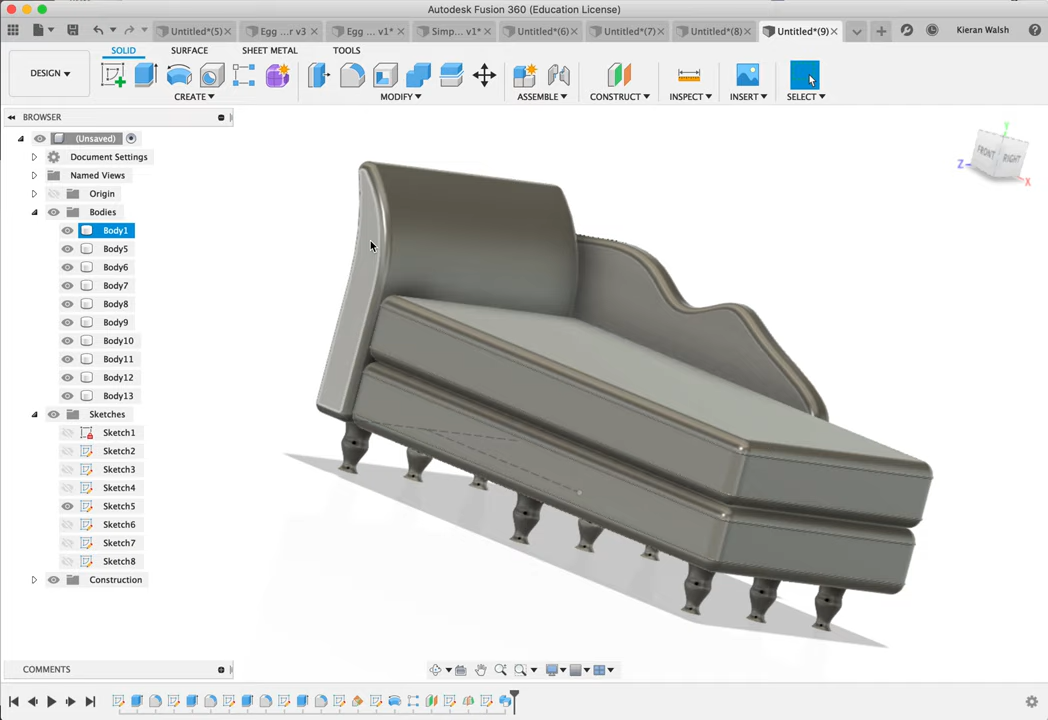 Autodesk Fusion 360 (Education License)
Untitled*(5) Egg ...r v3 Egg ... v1* Simp... v1* Untitled*(6) Untitled*(7) Untitled*(8) Untitled*(9) Kieran Walsh
SOLID SURFACE SHEET METAL TOOLS
DESIGN
CREATE MODIFY ASSEMBLE CONSTRUCT INSPECT INSERT SELECT
BROWSER
(Unsaved)
Document Settings
Named Views
Origin
Bodies
Body1
Body5
Body6
Body7
Body8
Body9
Body10
Body11
Body12
Body13
Sketches
Sketch1
Sketch2
Sketch3
Sketch4
Sketch5
Sketch6
Sketch7
Sketch8
Construction
Y
FRONT RIGHT
Z
X
COMMENTS